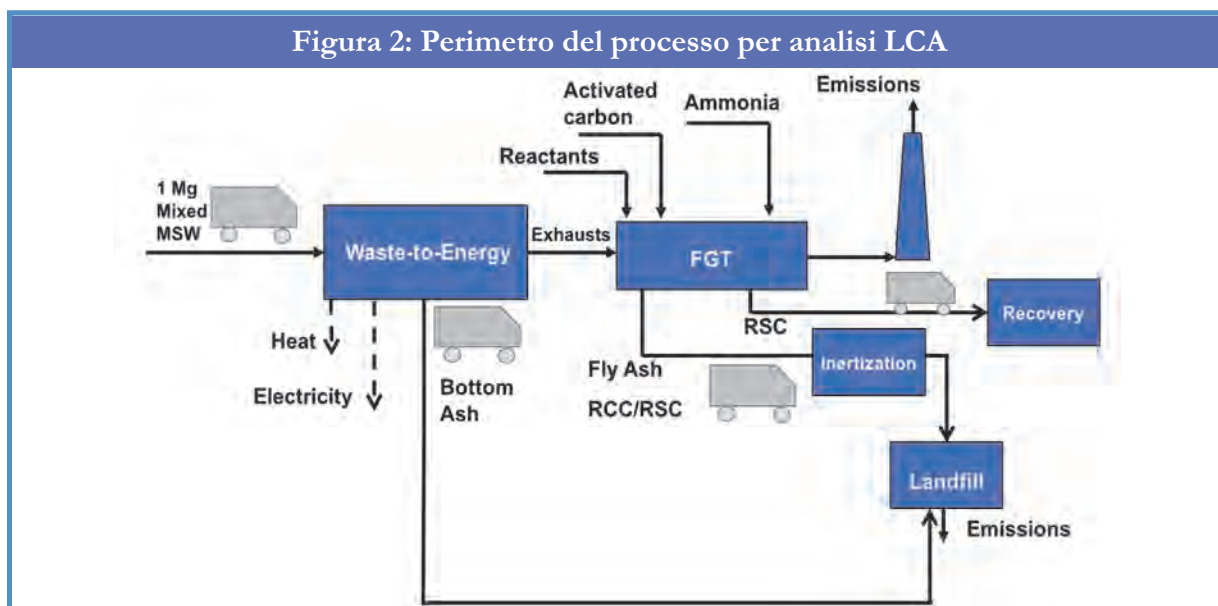 Figura 2: Perimetro del processo per analisi LCA
Activated
carbon
Ammonia
Emissions
Reactants
1 Mg
Mixed
MSW
Waste-to-Energy
Exhausts
FGT
Heat
Electricity
Bottom
Ash
RSC
Recovery
Fly Ash
RCC/RSC
Inertization
Landfill
Emissions